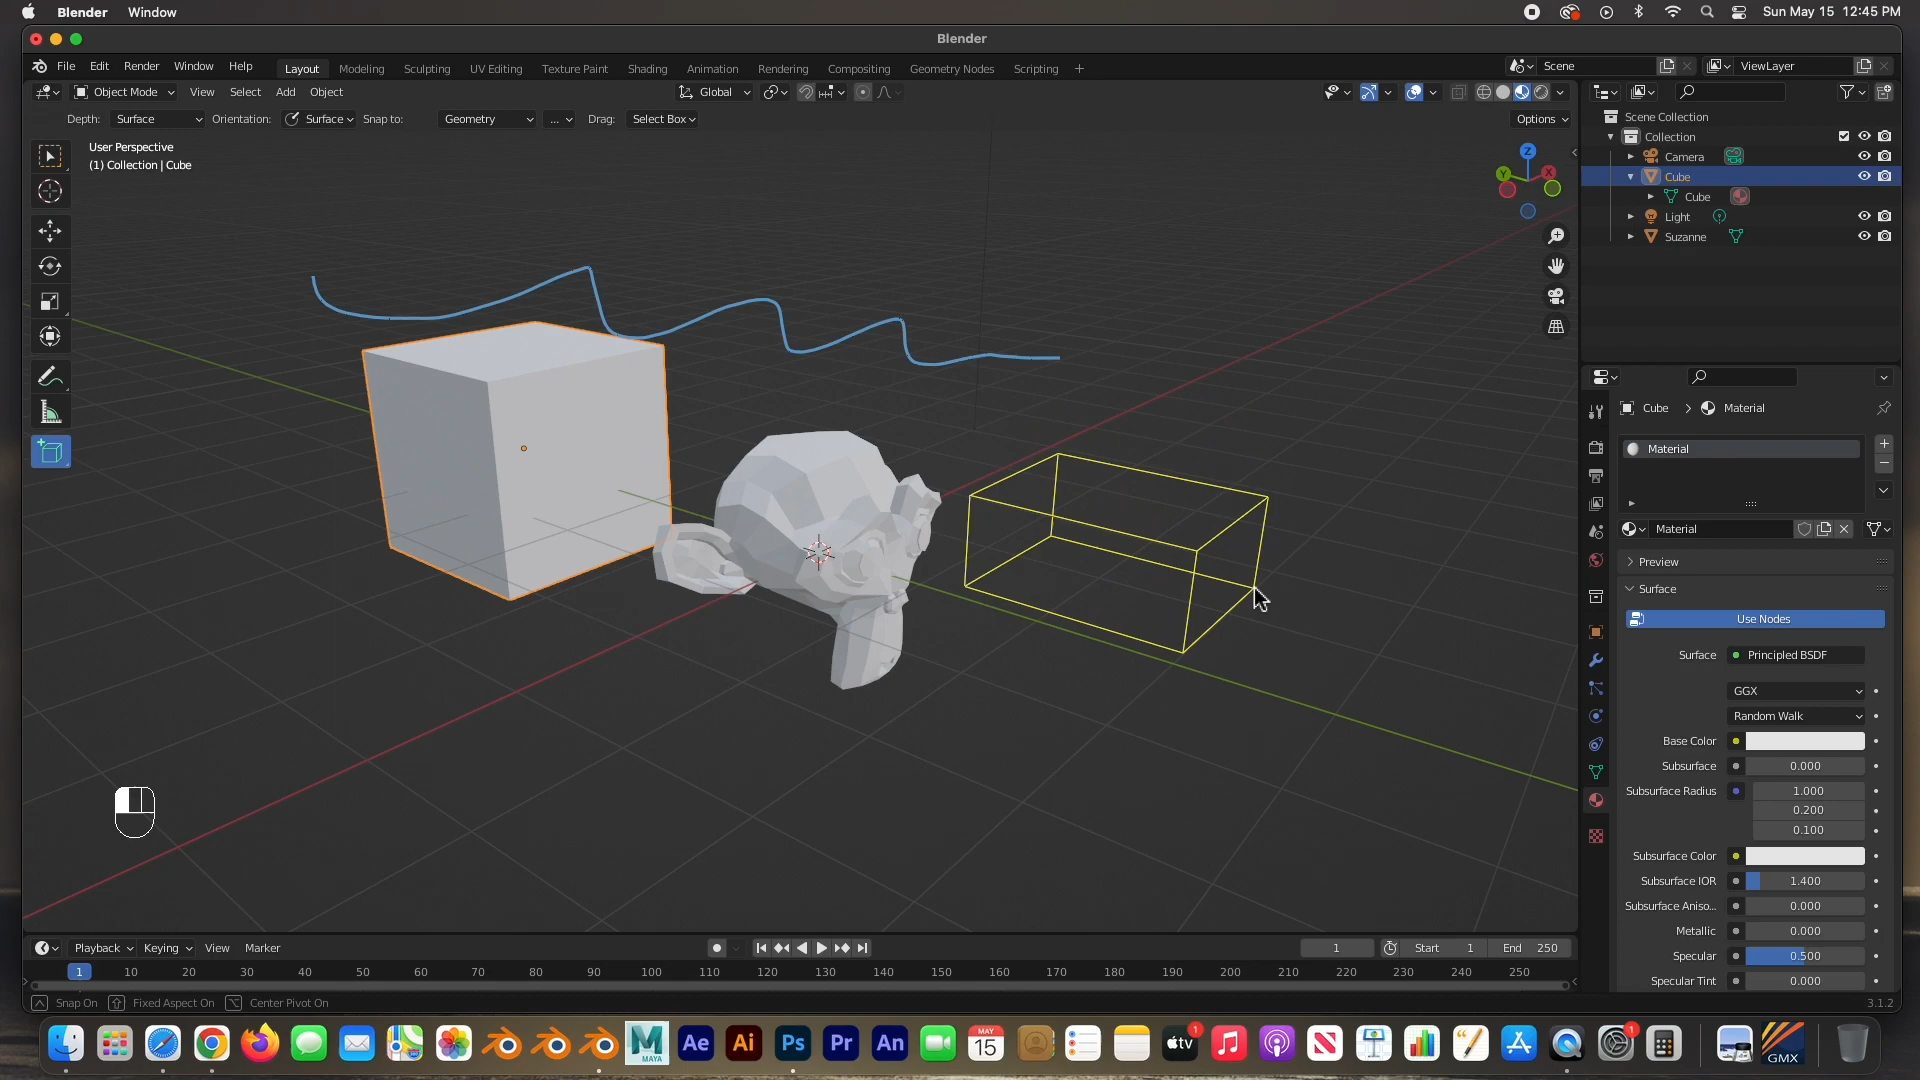 Blender Window Sun May 15 12:45 PM
Blender
File Edit Render Window Help Layout Modeling Sculpting UV Editing Texture Paint Shading Animation Rendering Compositing Geometry Nodes Scripting + Scene ViewLayer
Object Mode View Select Add Object Global
Depth: Surface Orientation: Surface Snap to: Geometry ... Drag: Select Box Options
User Perspective
(1) Collection | Cube
Z
Y
X
Scene Collection
Collection
Camera
Cube
Cube
Light
Suzanne
Cube > Material
Material
Material
Preview
Surface
Use Nodes
Surface Principled BSDF
GGX
Random Walk
Base Color
Subsurface 0.000
Subsurface Radius 1.000
0.200
0.100
Subsurface Color
Subsurface IOR 1.400
Subsurface Aniso... 0.000
Metallic 0.000
Specular 0.500
Specular Tint 0.000
Playback Keying View Marker 1 Start 1 End 250
1 10 20 30 40 50 60 70 80 90 100 110 120 130 140 150 160 170 180 190 200 210 220 230 240 250
Snap On Fixed Aspect On Center Pivot On 3.1.2
M MAYA Ae Ai Ps Pr An MAY 15 tv 1 N 1 GMX